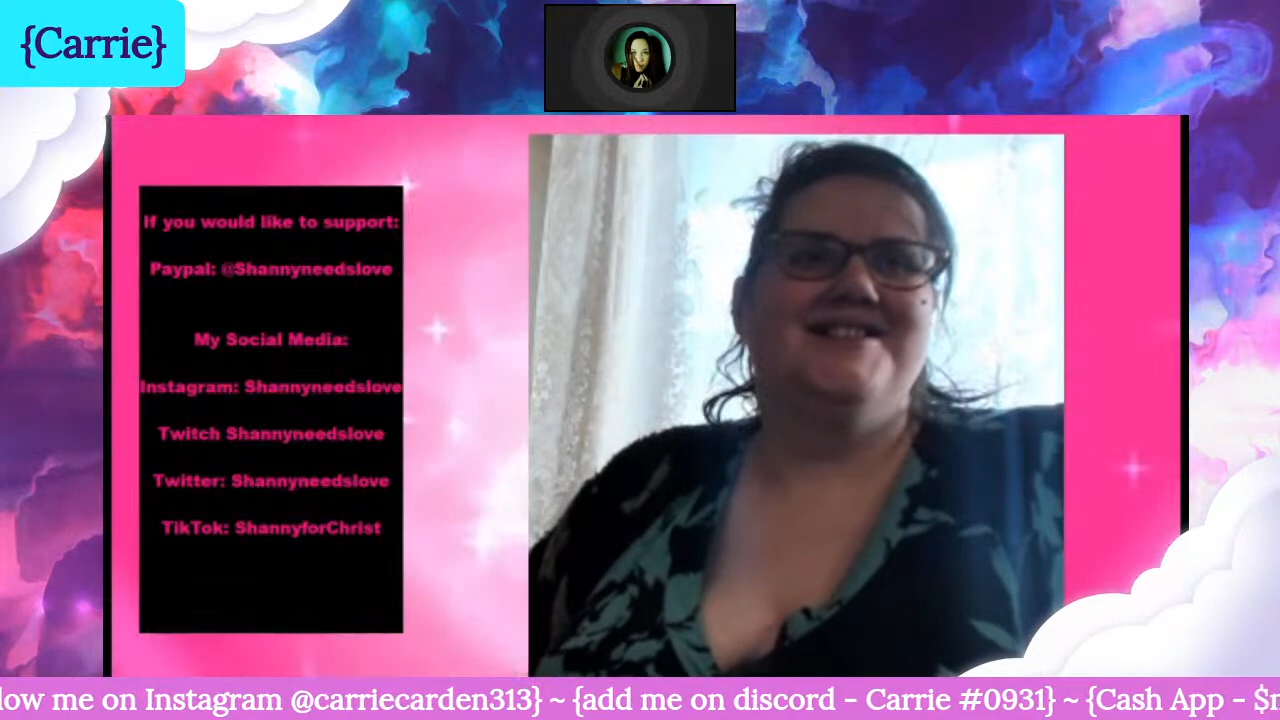 {Carrie}
If you would like to support:
Paypal: @Shannyneedslove
My Social Media:
Instagram: Shannyneedslove
Twitch Shannyneedslove
Twitter: Shannyneedslove
TikTok: ShannyforChrist
low me on Instagram @carriecarden313} ~ {add me on discord - Carrie #0931} ~ {Cash App - $